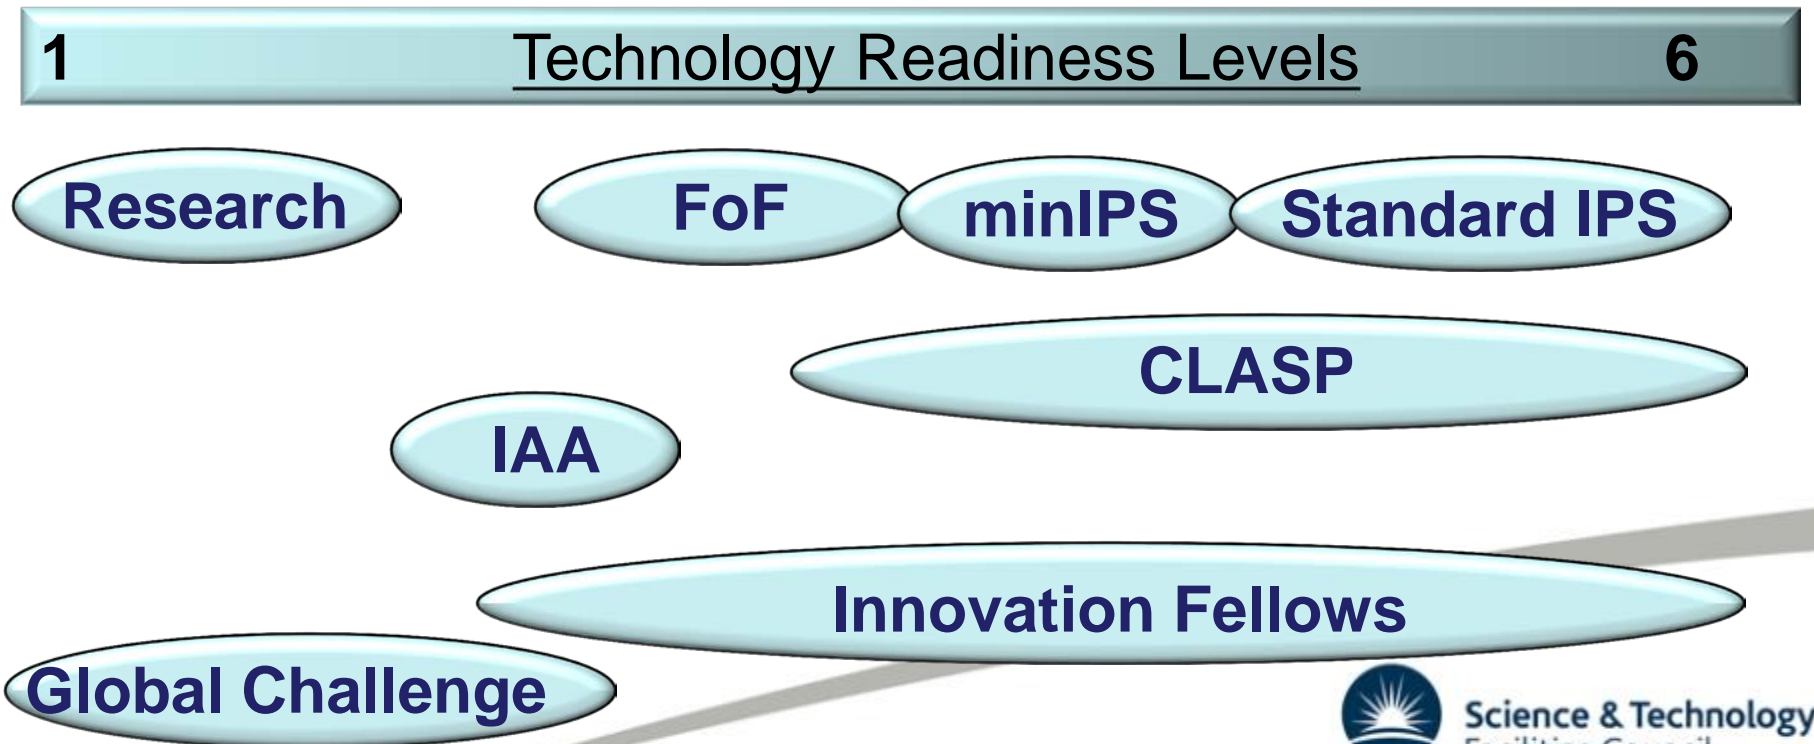 1 Technology Readiness Levels 6
Research FoF minIPS Standard IPS
CLASP
IAA
Innovation Fellows
Global Challenge
Science & Technology